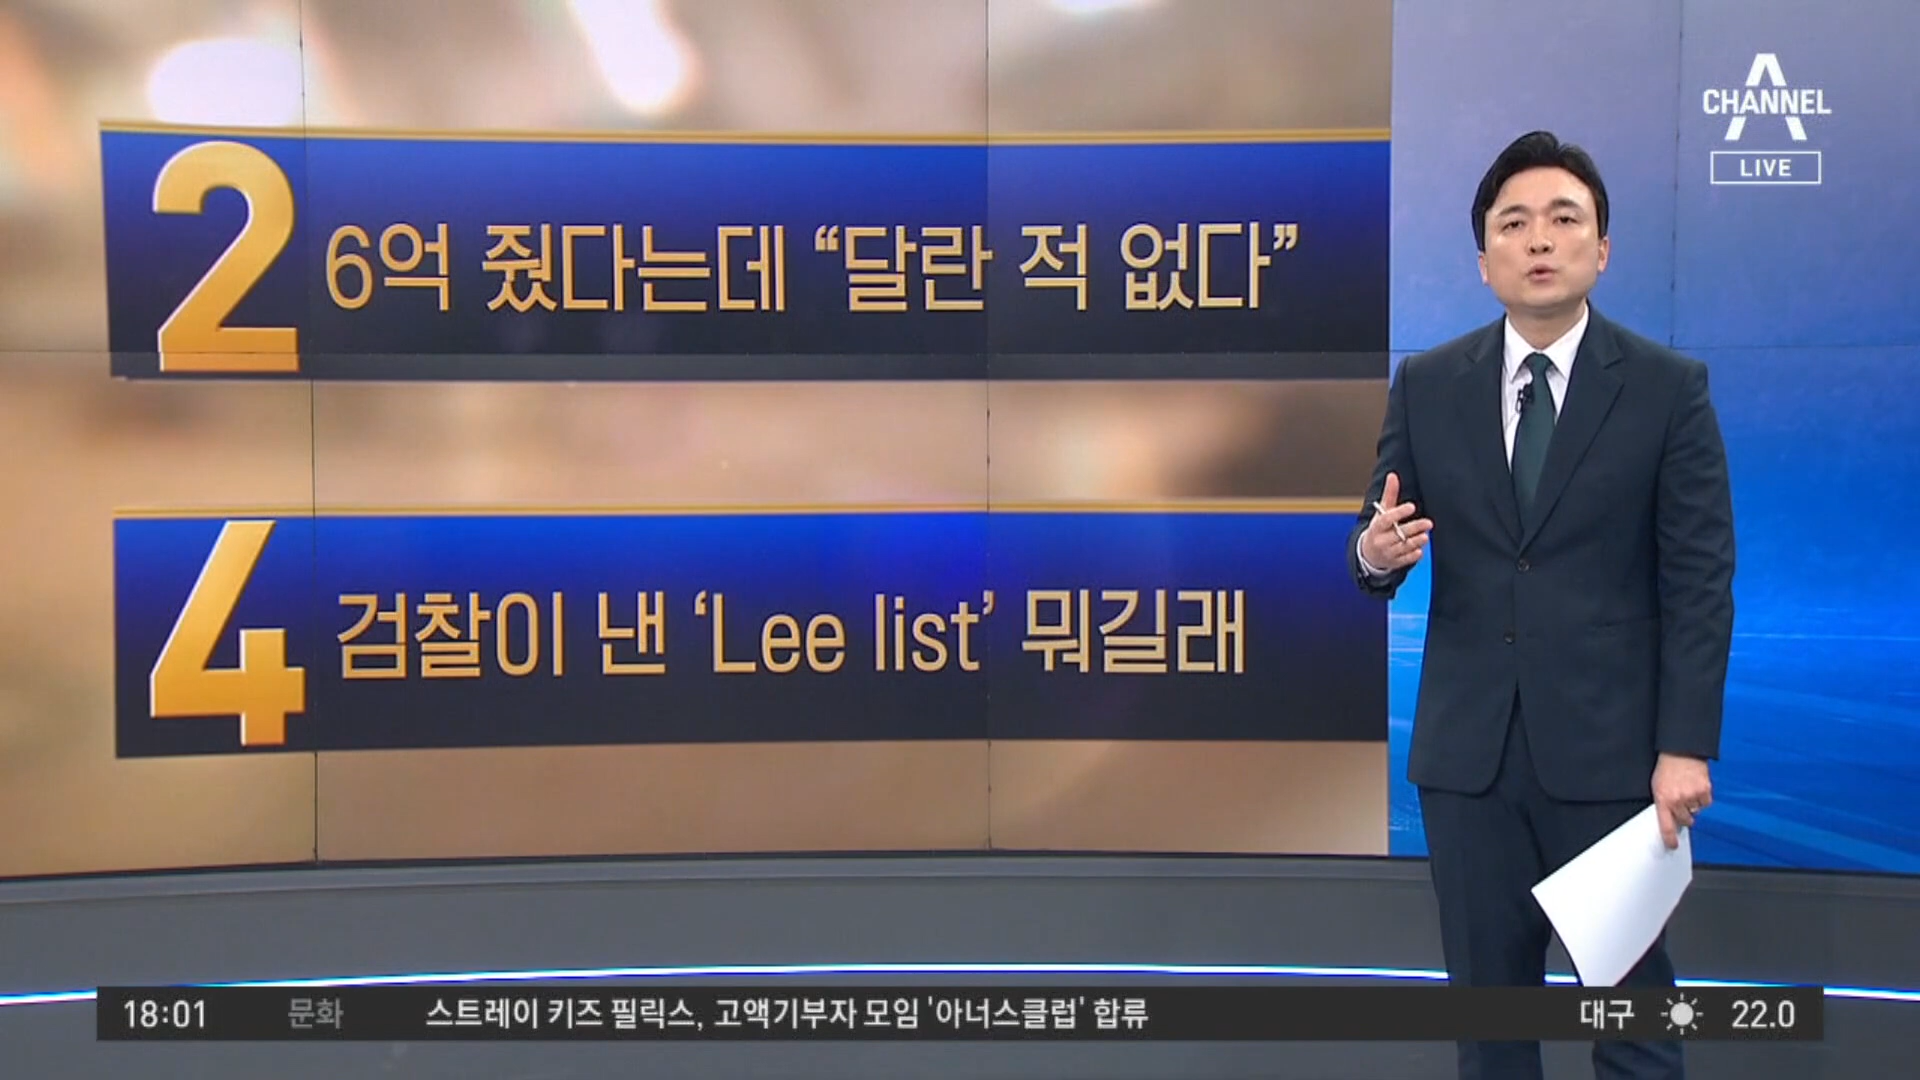 2
6억 줬다는데 “달란 적 없다”
4
검찰이 낸 ‘Lee list’ 뭐길래
CHANNEL A
LIVE
18:01 문화 스트레이 키즈 필릭스, 고액기부자 모임 '아너스클럽' 합류 대구 22.0